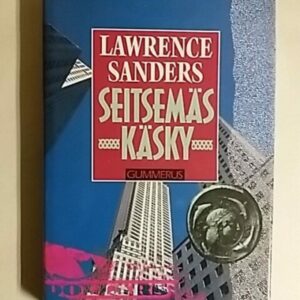 LAWRENCE
SANDERS
SEITSEMÄS
KÄSKY
GUMMERUS
DOLLARS